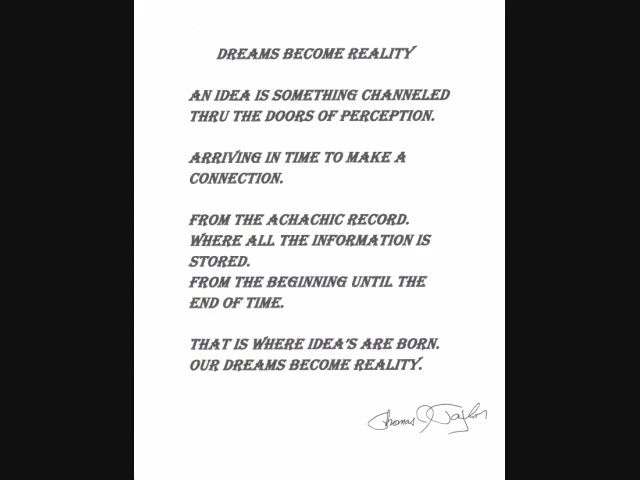 DREAMS BECOME REALITY
AN IDEA IS SOMETHING CHANNELED
THRU THE DOORS OF PERCEPTION.
ARRIVING IN TIME TO MAKE A
CONNECTION.
FROM THE ACHACHIC RECORD.
WHERE ALL THE INFORMATION IS
STORED.
FROM THE BEGINNING UNTIL THE
END OF TIME.
THAT IS WHERE IDEA'S ARE BORN.
OUR DREAMS BECOME REALITY.
Thomas J Taylor